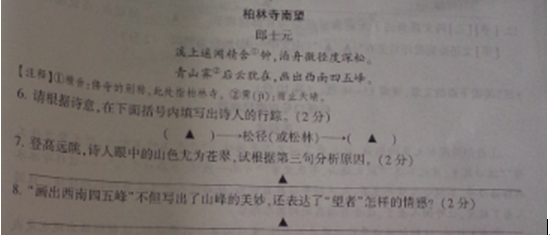 柏林寺南望
郎士元
溪上遥闻精舍①钟,泊舟微径度深松。
青山霁②后云犹在,画出西南四五峰。
【注释】①精舍:佛寺的别称,此处指柏林寺。②霁(jì):雨止天晴。
6. 请根据诗意,在下面括号内填写出诗人的行踪。(2分)
( ▲ )⟶松径(或松林)⟶( ▲ )
7. 登高远眺,诗人眼中的山色尤为苍翠,试根据第三句分析原因。(2分)
▲
8. “画出西南四五峰”不但写出了山峰的美妙,还表达了“望者”怎样的情感?(2分)
▲